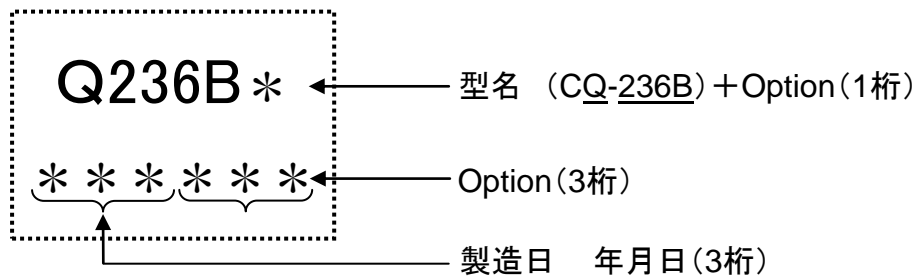 Q236B* 型名 （CQ-236B）＋Option（1桁）
* * * * * * Option（3桁）
製造日 年月日（3桁）